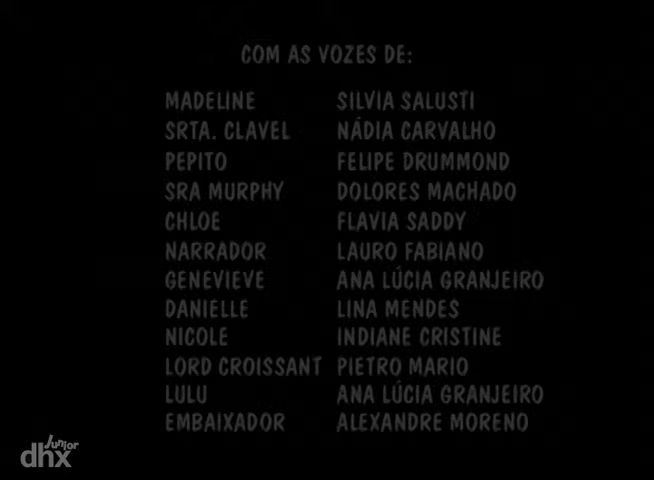 COM AS VOZES DE:
MADELINE SILVIA SALUSTI
SRTA. CLAVEL NÁDIA CARVALHO
PEPITO FELIPE DRUMMOND
SRA MURPHY DOLORES MACHADO
CHLOE FLAVIA SADDY
NARRADOR LAURO FABIANO
GENEVIEVE ANA LÚCIA GRANJEIRO
DANIELLE LINA MENDES
NICOLE INDIANE CRISTINE
LORD CROISSANT PIETRO MARIO
LULU ANA LÚCIA GRANJEIRO
EMBAIXADOR ALEXANDRE MORENO
Junior
dhx